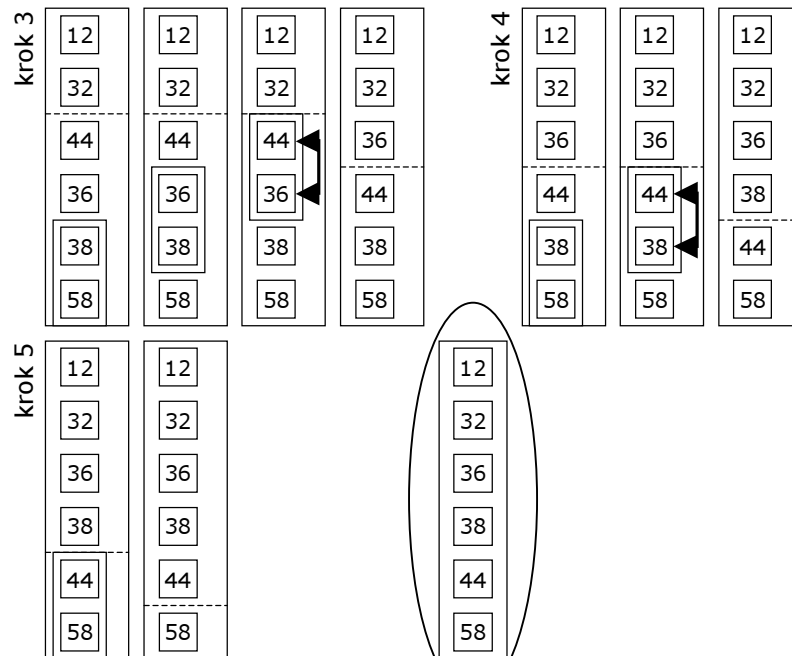 krok 3
12 12 12 12
32 32 32 32
44 44 44 36
36 36 36 44
38 38 38 38
58 58 58 58
krok 4
12 12 12
32 32 32
36 36 36
44 44 38
38 38 44
58 58 58
krok 5
12 12
32 32
36 36
38 38
44 44
58 58
12
32
36
38
44
58